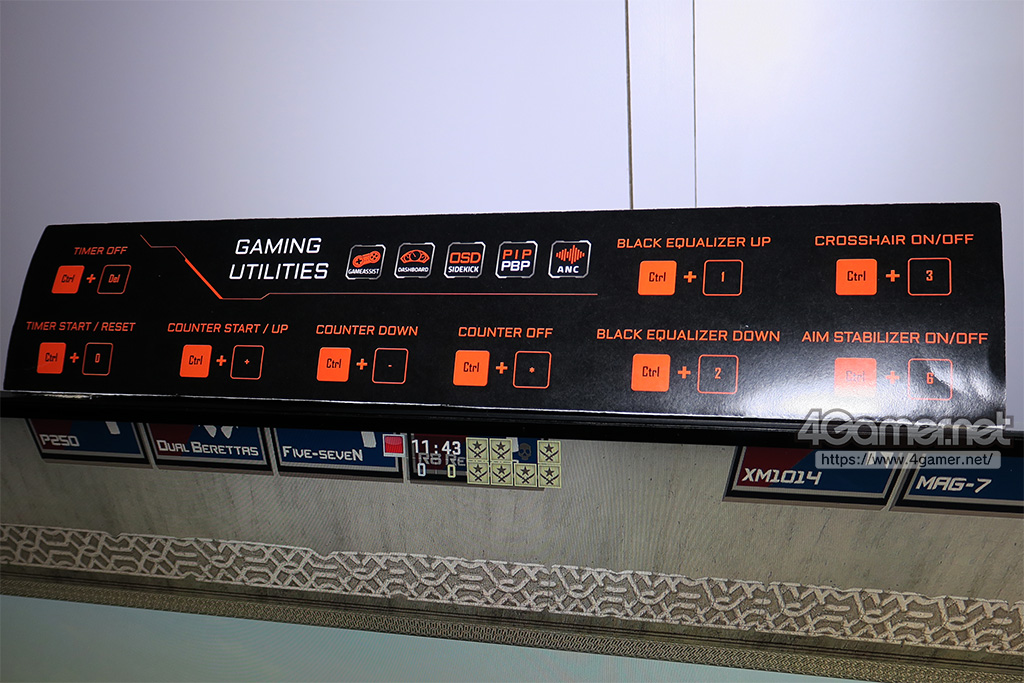 TIMER OFF
Ctrl + Del
GAMING
UTILITIES
GAMEASSIST
DASHBOARD
OSD
SIDEKICK
PIP
PBP
ANC
BLACK EQUALIZER UP
Ctrl + 1
CROSSHAIR ON/OFF
Ctrl + 3
TIMER START / RESET
Ctrl + 0
COUNTER START / UP
Ctrl + +
COUNTER DOWN
Ctrl + -
COUNTER OFF
Ctrl + *
BLACK EQUALIZER DOWN
Ctrl + 2
AIM STABILIZER ON/OFF
Ctrl + 6
P250
DUAL BERETTAS
FIVE-SEVEN
11:43
0 0
XM1014
MAG-7
4Gamer.net
https://www.4gamer.net/